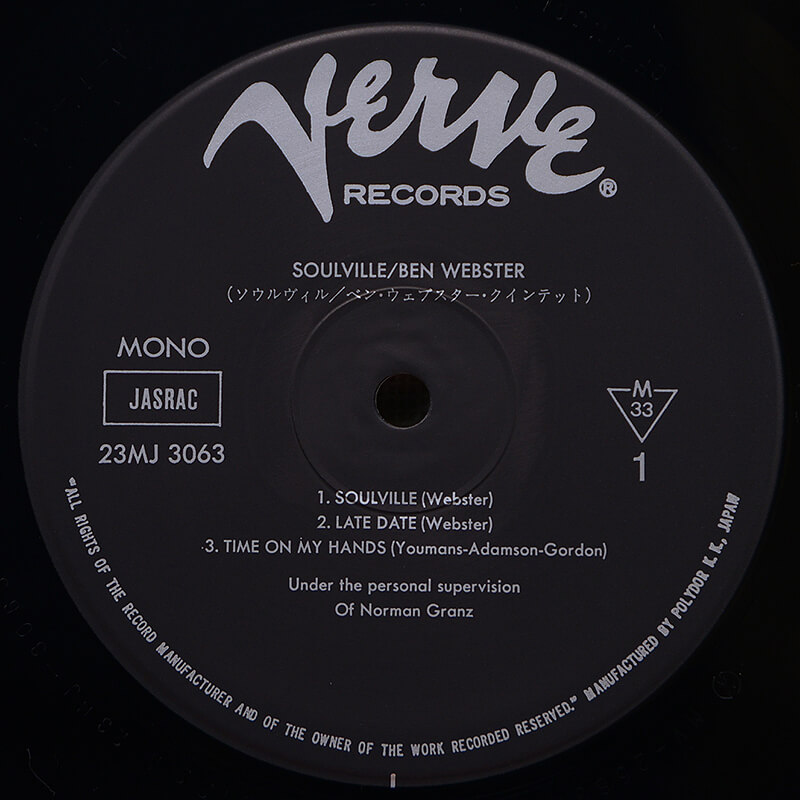 Verve
RECORDS ®
SOULVILLE/BEN WEBSTER
(ソウルヴィル/ベン・ウェブスター・クインテット)
MONO
JASRAC
23MJ 3063
M
33
1
1. SOULVILLE (Webster)
2. LATE DATE (Webster)
3. TIME ON MY HANDS (Youmans-Adamson-Gordon)
Under the personal supervision
Of Norman Granz
"ALL RIGHTS OF THE RECORD MANUFACTURER AND OF THE OWNER OF THE WORK RECORDED RESERVED." MANUFACTURED BY POLYDOR K.K., JAPAN